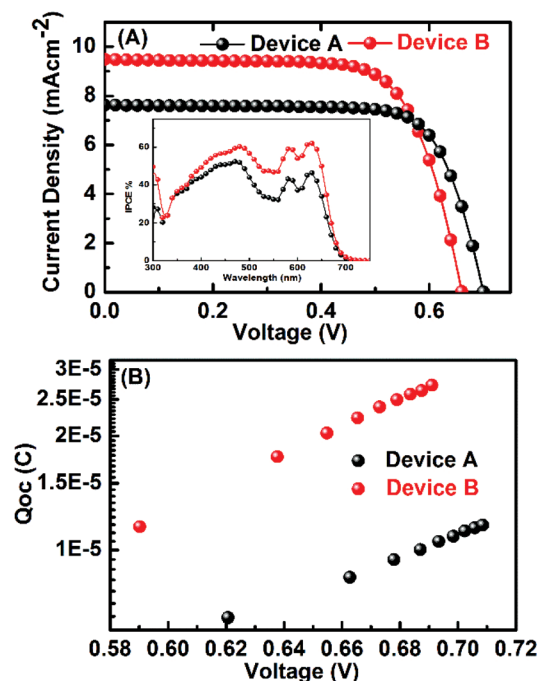 (A)
Device A
Device B
Current Density (mAcm-2)
10
8
6
4
2
0
0.0 0.2 0.4 0.6
Voltage (V)
IPCE %
60
40
20
0
300 400 500 600 700
Wavelength (nm)
(B)
Qoc (C)
3E-5
2.5E-5
2E-5
1.5E-5
1E-5
Device A
Device B
0.58 0.60 0.62 0.64 0.66 0.68 0.70 0.72
Voltage (V)